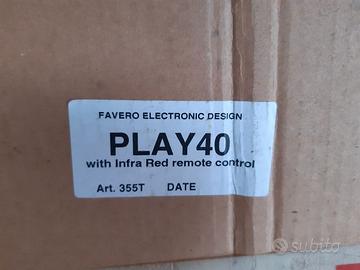 FAVERO ELECTRONIC DESIGN
PLAY40
with Infra Red remote control
Art. 355T DATE
subito